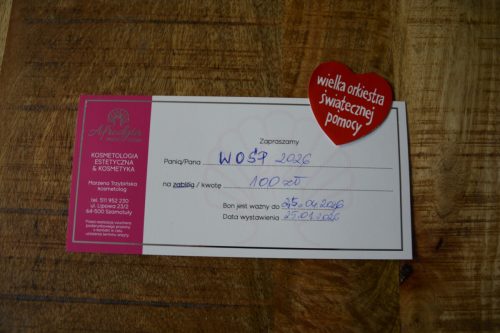 wielka orkiestra
świątecznej
pomocy
Afrodyta
KOSMETOLOGIA
ESTETYCZNA
& KOSMETYKA
Marzena Trzybińska
kosmetolog
tel. 511 952 230
ul. Lipowa 23/2
64-500 Szamotuły
Zapraszamy
Panią/Pana WOŚP 2026
na zabieg / kwotę 100 zł
Bon jest ważny do 25.04.2026
Data wystawienia 25.01.2026